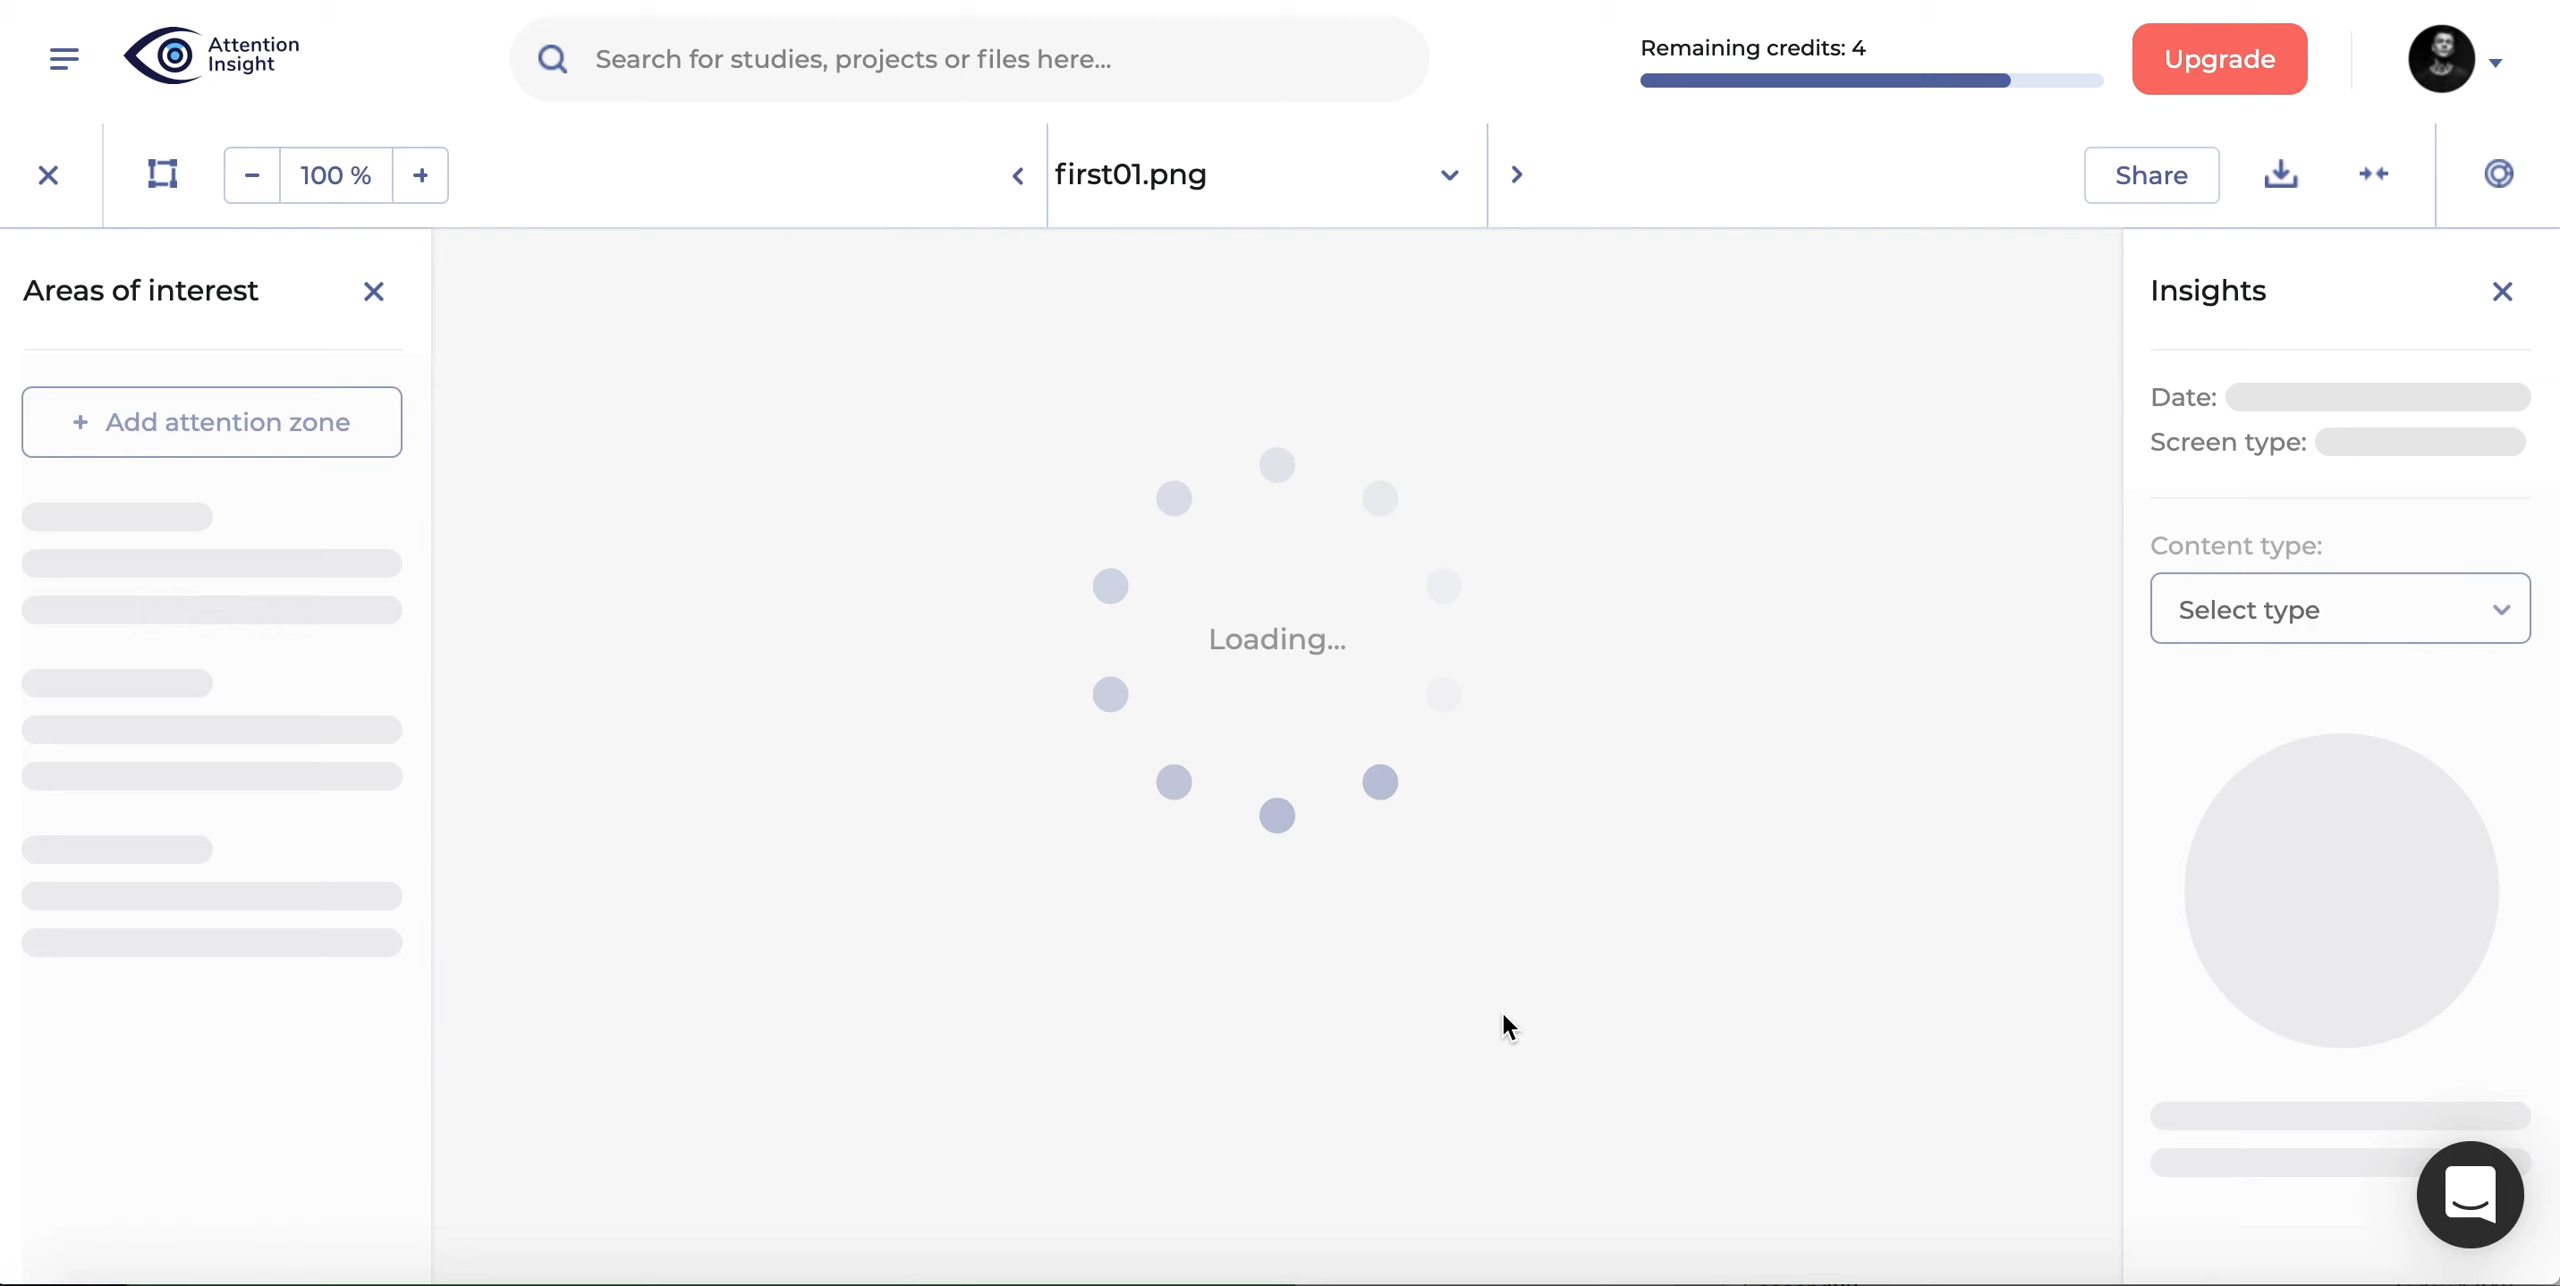 Attention
Insight
Search for studies, projects or files here...
Remaining credits: 4
Upgrade
100 %
first01.png
Share
Areas of interest
+ Add attention zone
Loading...
Insights
Date:
Screen type:
Content type:
Select type